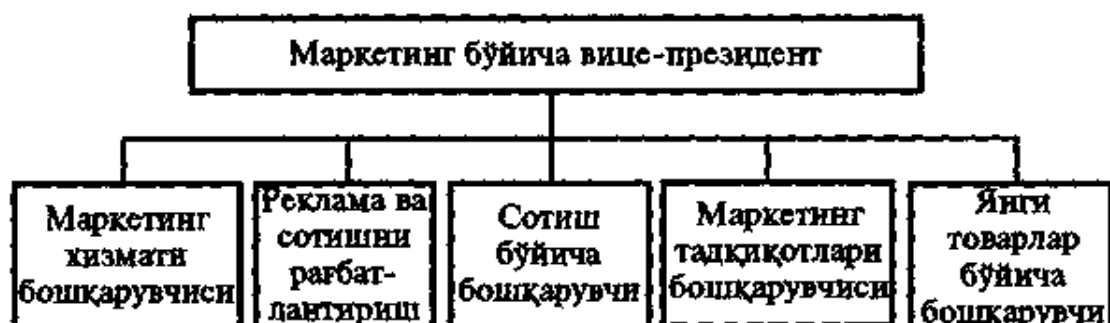 Маркетинг бўйича вице-президент
Маркетинг
хизмати
бошқарувчиси
Реклама ва
сотишни
рағбат-
лантириш
Сотиш
бўйича
бошқарувчи
Маркетинг
тадқиқотлари
бошқарувчиси
Янги
товарлар
бўйича
бошқарувчи